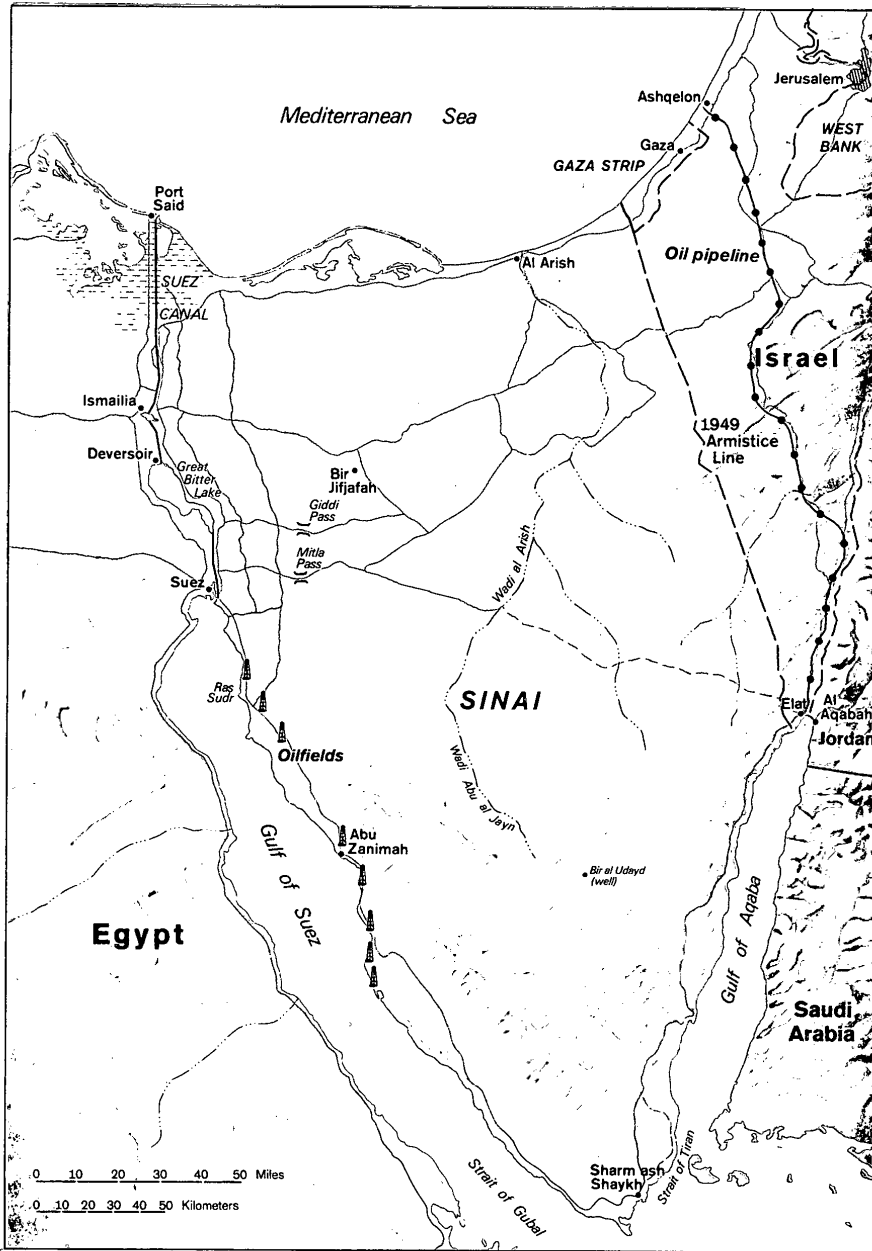 Jerusalem
Ashqelon
Mediterranean Sea
WEST
BANK
Gaza
GAZA STRIP
Port
Said
Oil pipeline
Al Arish
SUEZ
CANAL
Israel
Ismailia
1949
Armistice
Line
Deversoir
Great
Bitter
Lake
Bir
Jifjafah
Giddi
Pass
Mitla
Pass
Wadi al Arish
Suez
Ras
Sudr
SINAI
Elat
Al
Aqabah
Jordan
Oilfields
Wadi Abu al Jayn
Abu
Zanimah
Gulf of Suez
Bir al Udayd
(well)
Gulf of Aqaba
Egypt
Saudi
Arabia
0 10 20 30 40 50 Miles
0 10 20 30 40 50 Kilometers
Strait of Gubal
Sharm ash
Shaykh
Strait of Tiran